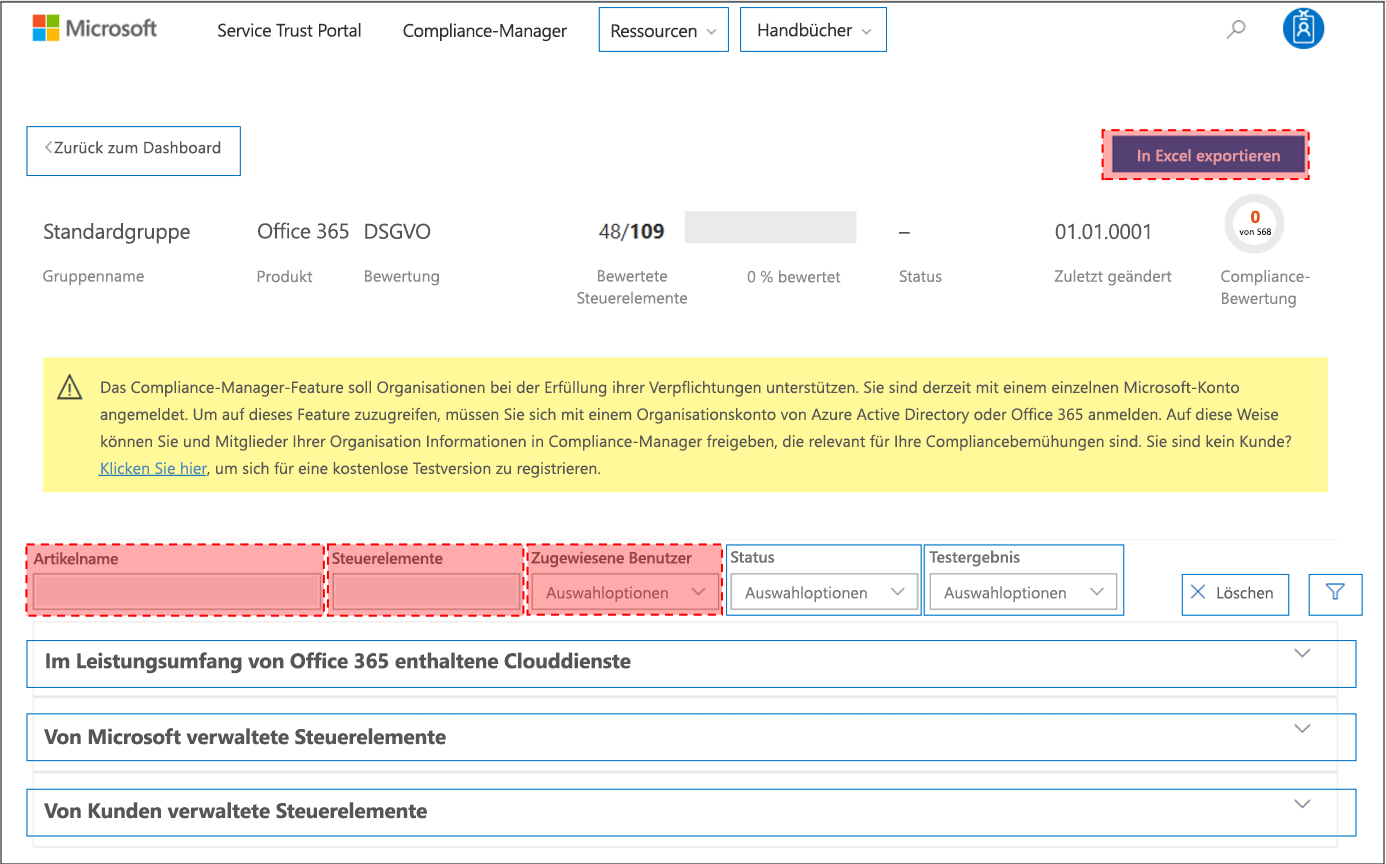 Microsoft Service Trust Portal Compliance-Manager Ressourcen Handbücher
Zurück zum Dashboard
In Excel exportieren
Standardgruppe Office 365 DSGVO 48/109 – 01.01.0001 0 von 568
Gruppenname Produkt Bewertung Bewertete Steuerelemente 0 % bewertet Status Zuletzt geändert Compliance-Bewertung
Das Compliance-Manager-Feature soll Organisationen bei der Erfüllung ihrer Verpflichtungen unterstützen. Sie sind derzeit mit einem einzelnen Microsoft-Konto
angemeldet. Um auf dieses Feature zuzugreifen, müssen Sie sich mit einem Organisationskonto von Azure Active Directory oder Office 365 anmelden. Auf diese Weise
können Sie und Mitglieder Ihrer Organisation Informationen in Compliance-Manager freigeben, die relevant für Ihre Compliancebemühungen sind. Sie sind kein Kunde?
Klicken Sie hier, um sich für eine kostenlose Testversion zu registrieren.
Artikelname Steuerelemente Zugewiesene Benutzer Status Testergebnis
Auswahloptionen Auswahloptionen Auswahloptionen Löschen
Im Leistungsumfang von Office 365 enthaltene Clouddienste
Von Microsoft verwaltete Steuerelemente
Von Kunden verwaltete Steuerelemente